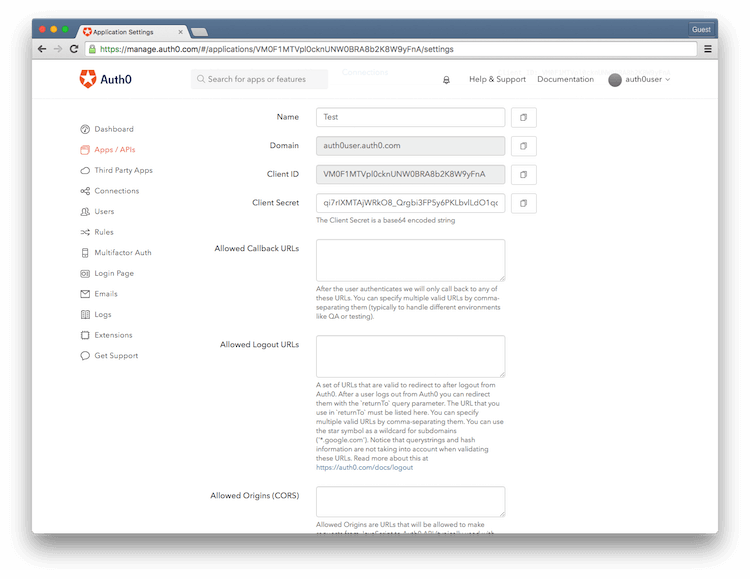 Application Settings
Guest
https://manage.auth0.com/#/applications/VM0F1MTVpl0cknUNW0BRA8b2K8W9yFnA/settings
Auth0
Search for apps or features
Connections
Help & Support
Documentation
auth0user
Dashboard
Apps / APIs
Third Party Apps
Connections
Users
Rules
Multifactor Auth
Login Page
Emails
Logs
Extensions
Get Support
Name
Test
Domain
auth0user.auth0.com
Client ID
VM0F1MTVpl0cknUNW0BRA8b2K8W9yFnA
Client Secret
qi7rIXMTAjWRkO8_Qrgbi3FP5y6PKLbvlLdO1qc
The Client Secret is a base64 encoded string
Allowed Callback URLs
After the user authenticates we will only call back to any of
these URLs. You can specify multiple valid URLs by comma-
separating them (typically to handle different environments
like QA or testing).
Allowed Logout URLs
A set of URLs that are valid to redirect to after logout from
Auth0. After a user logs out from Auth0 you can redirect
them with the 'returnTo' query parameter. The URL that you
use in 'returnTo' must be listed here. You can specify
multiple valid URLs by comma-separating them. You can use
the star symbol as a wildcard for subdomains
('*.google.com'). Notice that querystrings and hash
information are not taking into account when validating
these URLs. Read more about this at
https://auth0.com/docs/logout
Allowed Origins (CORS)
Allowed Origins are URLs that will be allowed to make